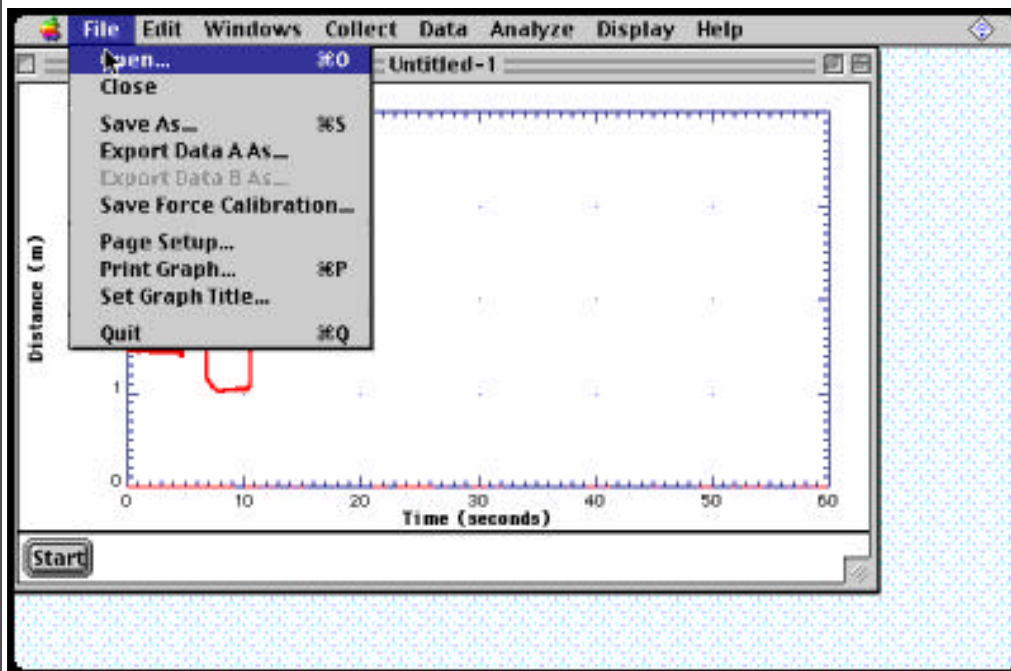 File Edit Windows Collect Data Analyze Display Help
Open... ⌘O
Untitled-1
Close
Save As... ⌘S
Export Data A As...
Export Data B As...
Save Force Calibration...
Page Setup...
Print Graph... ⌘P
Set Graph Title...
Quit ⌘Q
Distance (m)
1
0
0 10 20 30 40 50 60
Time (seconds)
Start